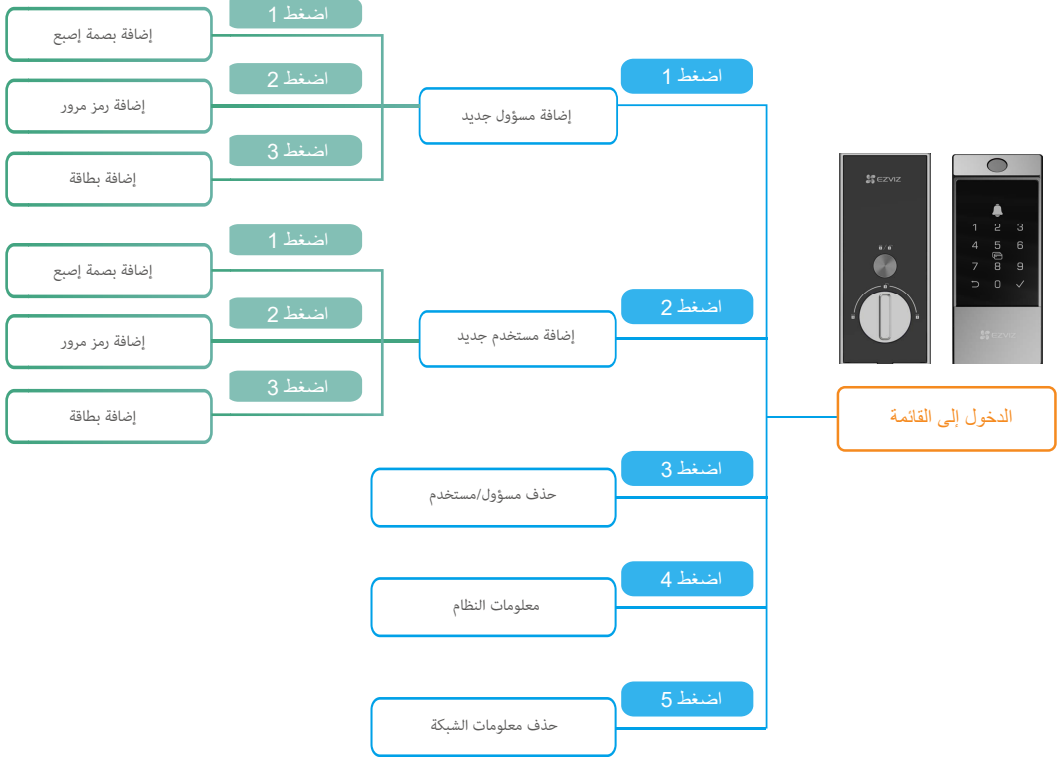 EZVIZ
1 2 3
4 5 6
7 8 9
0
EZVIZ
الدخول إلى القائمة
اضغط 1
إضافة مسؤول جديد
اضغط 1
إضافة بصمة إصبع
اضغط 2
إضافة رمز مرور
اضغط 3
إضافة بطاقة
اضغط 2
إضافة مستخدم جديد
اضغط 1
إضافة بصمة إصبع
اضغط 2
إضافة رمز مرور
اضغط 3
إضافة بطاقة
اضغط 3
حذف مسؤول/مستخدم
اضغط 4
معلومات النظام
اضغط 5
حذف معلومات الشبكة